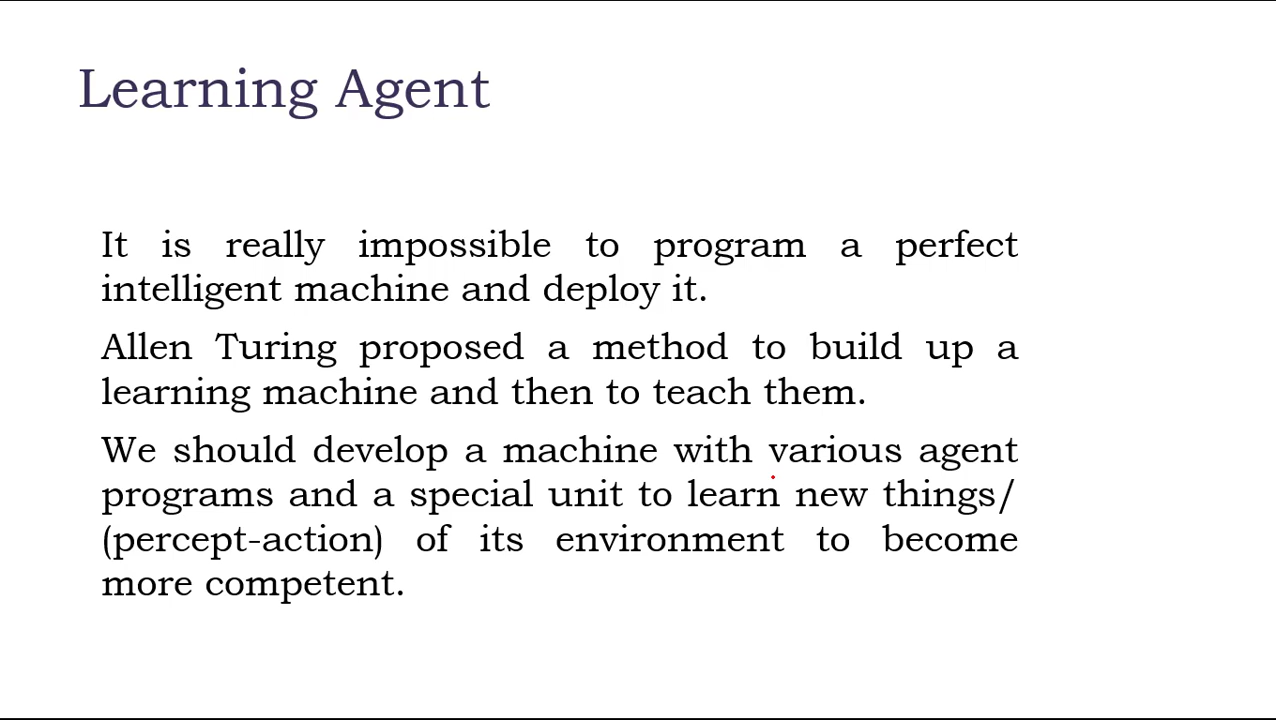 Learning Agent
It is really impossible to program a perfect
intelligent machine and deploy it.
Allen Turing proposed a method to build up a
learning machine and then to teach them.
We should develop a machine with various agent
programs and a special unit to learn new things/
(percept-action) of its environment to become
more competent.